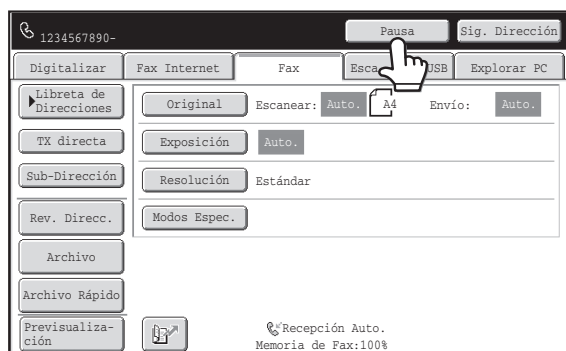 1234567890-
Pausa
Sig. Dirección
Digitalizar
Fax Internet
Fax
Esca
USB
Explorar PC
Libreta de
Direcciones
Original
Escanear: Auto. A4 Envío: Auto.
TX directa
Exposición
Auto.
Sub-Dirección
Resolución
Estándar
Rev. Direcc.
Modos Espec.
Archivo
Archivo Rápido
Previsualiza-
ción
Recepción Auto.
Memoria de Fax:100%